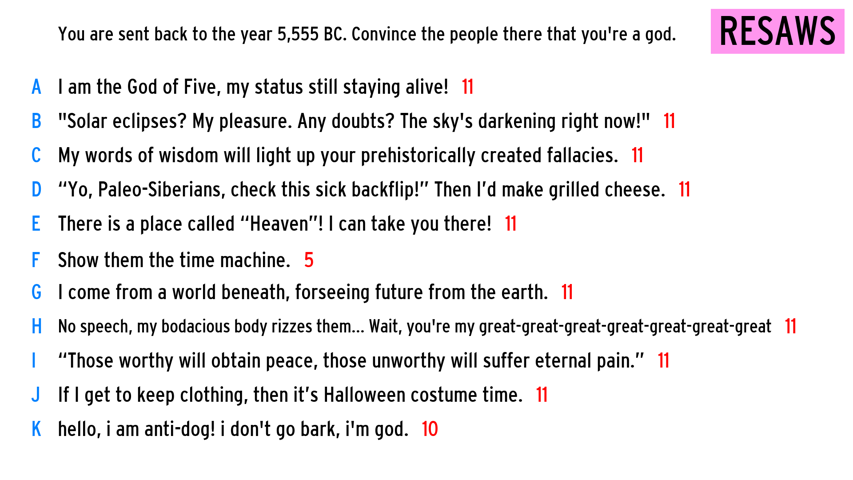 You are sent back to the year 5,555 BC. Convince the people there that you're a god.
RESAWS
A I am the God of Five, my status still staying alive! 11
B "Solar eclipses? My pleasure. Any doubts? The sky's darkening right now!" 11
C My words of wisdom will light up your prehistorically created fallacies. 11
D “Yo, Paleo-Siberians, check this sick backflip!” Then I’d make grilled cheese. 11
E There is a place called “Heaven”! I can take you there! 11
F Show them the time machine. 5
G I come from a world beneath, forseeing future from the earth. 11
H No speech, my bodacious body rizzes them... Wait, you're my great-great-great-great-great-great-great 11
I “Those worthy will obtain peace, those unworthy will suffer eternal pain.” 11
J If I get to keep clothing, then it’s Halloween costume time. 11
K hello, i am anti-dog! i don't go bark, i'm god. 10